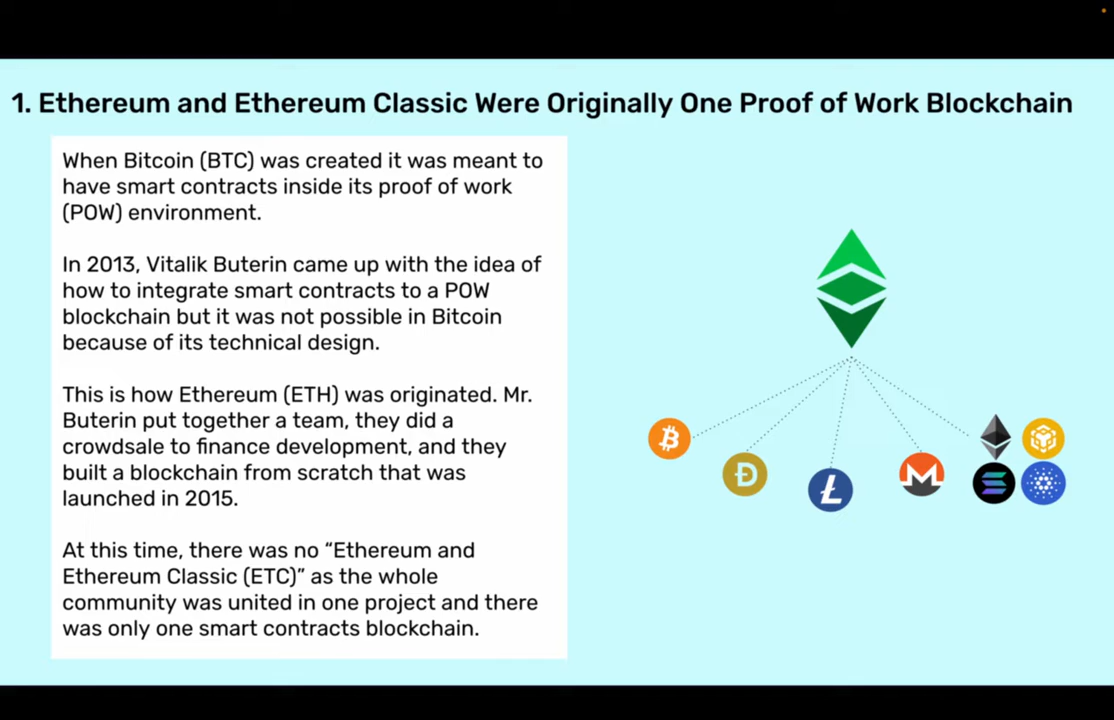 1. Ethereum and Ethereum Classic Were Originally One Proof of Work Blockchain
When Bitcoin (BTC) was created it was meant to
have smart contracts inside its proof of work
(POW) environment.
In 2013, Vitalik Buterin came up with the idea of
how to integrate smart contracts to a POW
blockchain but it was not possible in Bitcoin
because of its technical design.
This is how Ethereum (ETH) was originated. Mr.
Buterin put together a team, they did a
crowdsale to finance development, and they
built a blockchain from scratch that was
launched in 2015.
At this time, there was no “Ethereum and
Ethereum Classic (ETC)” as the whole
community was united in one project and there
was only one smart contracts blockchain.